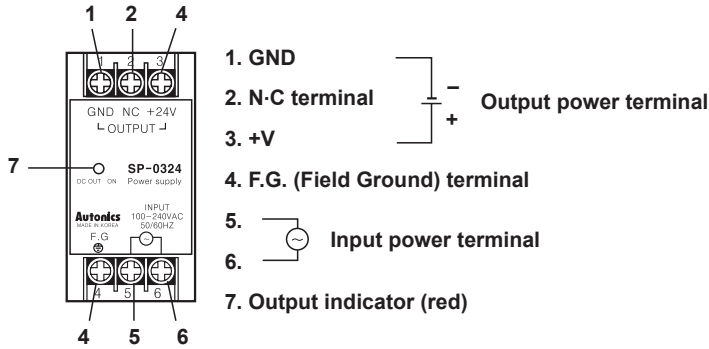 1 2 4
1 2 3
GND NC +24V
OUTPUT
7
SP-0324
DC OUT ON Power supply
INPUT
100-240VAC
50/60HZ
Autonics
MADE IN KOREA
F.G
4 5 6
4 5 6
1. GND
2. N·C terminal
3. +V
− Output power terminal
+
4. F.G. (Field Ground) terminal
5.
~ Input power terminal
6.
7. Output indicator (red)